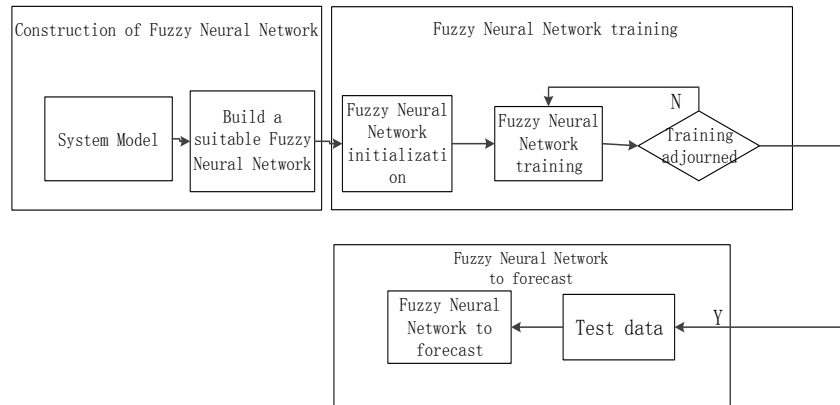 Construction of Fuzzy Neural Network
System Model
Build a
suitable Fuzzy
Neural Network
Fuzzy Neural Network training
Fuzzy Neural
Network
initializati
on
Fuzzy Neural
Network
training
N
Training
adjourned
Fuzzy Neural Network
to forecast
Fuzzy Neural
Network to
forecast
Test data
Y